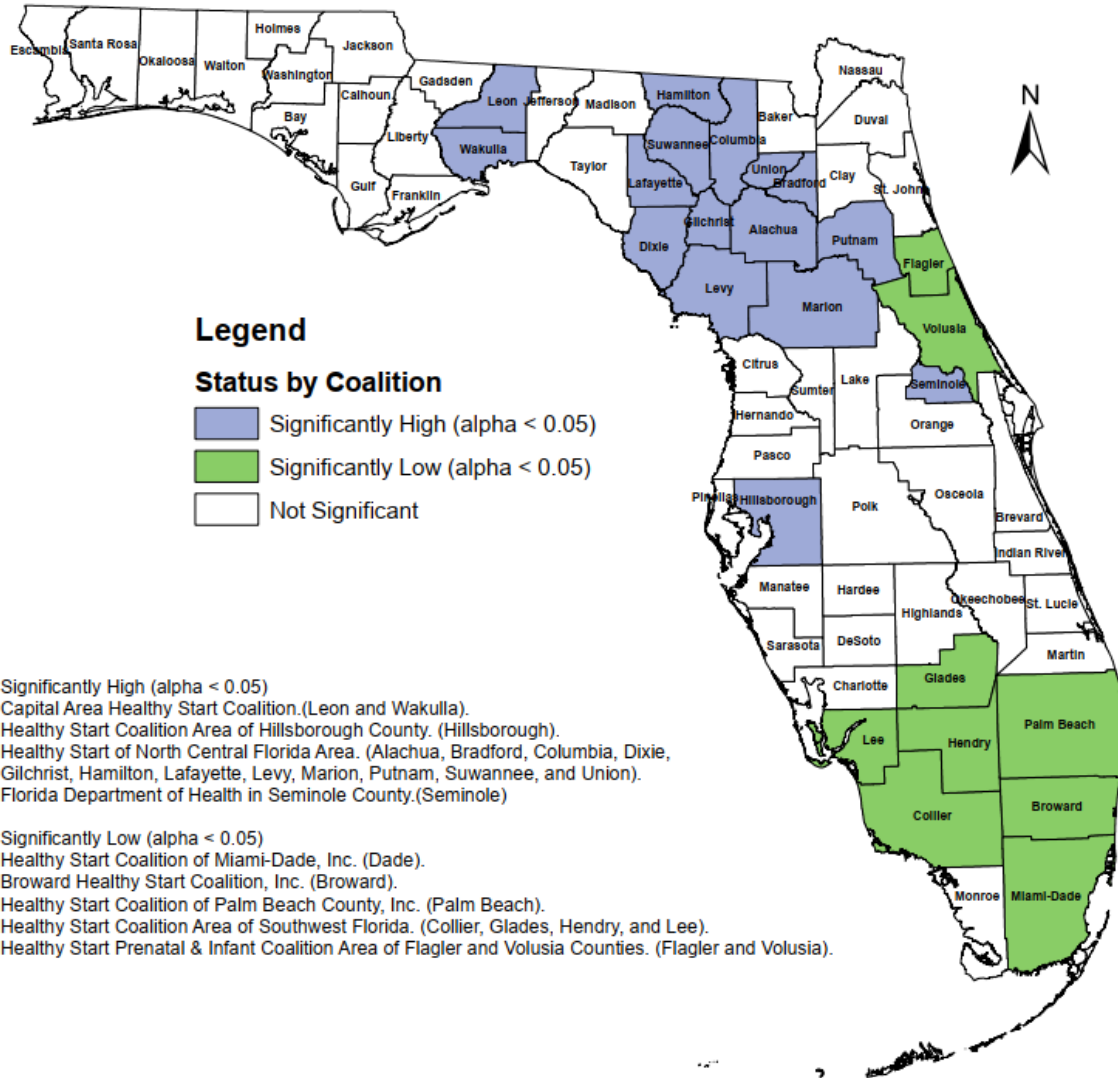 Holmes
Jackson
Escambia
Santa Rosa
Okaloosa
Walton
Washington
Gadsden
Leon
Jefferson
Madison
Hamilton
Nassau
N
Calhoun
Bay
Liberty
Wakulla
Taylor
Suwannee
Columbia
Baker
Duval
Gulf
Franklin
Lafayette
Union
Bradford
Clay
St. John
Dixie
Gilchrist
Alachua
Putnam
Flagler
Levy
Marion
Volusia
Legend
Status by Coalition
Significantly High (alpha < 0.05)
Significantly Low (alpha < 0.05)
Not Significant
Citrus
Sumter
Lake
Seminole
Hernando
Orange
Pasco
Pinellas
Hillsborough
Polk
Osceola
Brevard
Indian River
Manatee
Hardee
Highlands
Okeechobee
St. Lucie
Sarasota
DeSoto
Martin
Charlotte
Glades
Lee
Hendry
Palm Beach
Collier
Broward
Monroe
Miami-Dade
Significantly High (alpha < 0.05)
Capital Area Healthy Start Coalition.(Leon and Wakulla).
Healthy Start Coalition Area of Hillsborough County. (Hillsborough).
Healthy Start of North Central Florida Area. (Alachua, Bradford, Columbia, Dixie,
Gilchrist, Hamilton, Lafayette, Levy, Marion, Putnam, Suwannee, and Union).
Florida Department of Health in Seminole County.(Seminole)
Significantly Low (alpha < 0.05)
Healthy Start Coalition of Miami-Dade, Inc. (Dade).
Broward Healthy Start Coalition, Inc. (Broward).
Healthy Start Coalition of Palm Beach County, Inc. (Palm Beach).
Healthy Start Coalition Area of Southwest Florida. (Collier, Glades, Hendry, and Lee).
Healthy Start Prenatal & Infant Coalition Area of Flagler and Volusia Counties. (Flagler and Volusia).